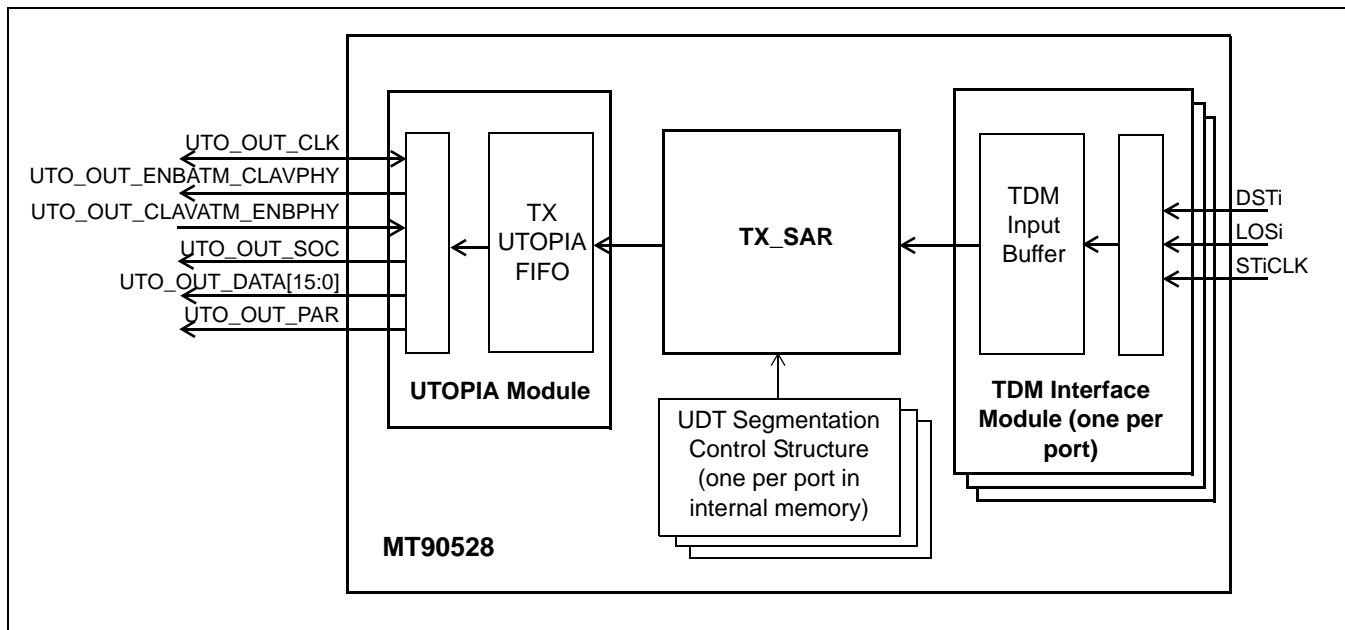 UTO_OUT_CLK
UTO_OUT_ENBATM_CLAVPHY
UTO_OUT_CLAVATM_ENBPHY
UTO_OUT_SOC
UTO_OUT_DATA[15:0]
UTO_OUT_PAR
TX
UTOPIA
FIFO
UTOPIA Module
TX_SAR
UDT Segmentation
Control Structure
(one per port in
internal memory)
TDM
Input
Buffer
TDM Interface
Module (one per
port)
DSTi
LOSi
STiCLK
MT90528